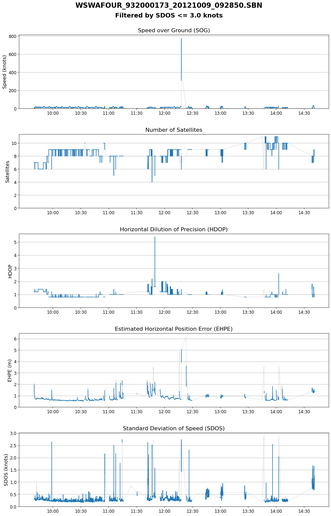 WSWAFOUR_932000173_20121009_092850.SBN
Filtered by SDOS <= 3.0 knots
Speed over Ground (SOG)
Speed (knots)
800
600
400
200
0
10:00 10:30 11:00 11:30 12:00 12:30 13:00 13:30 14:00 14:30
Number of Satellites
Satellites
10
8
6
4
2
0
10:00 10:30 11:00 11:30 12:00 12:30 13:00 13:30 14:00 14:30
Horizontal Dilution of Precision (HDOP)
HDOP
5
4
3
2
1
0
10:00 10:30 11:00 11:30 12:00 12:30 13:00 13:30 14:00 14:30
Estimated Horizontal Position Error (EHPE)
EHPE (m)
6
5
4
3
2
1
0
10:00 10:30 11:00 11:30 12:00 12:30 13:00 13:30 14:00 14:30
Standard Deviation of Speed (SDOS)
SDOS (knots)
3.0
2.5
2.0
1.5
1.0
0.5
0.0
10:00 10:30 11:00 11:30 12:00 12:30 13:00 13:30 14:00 14:30